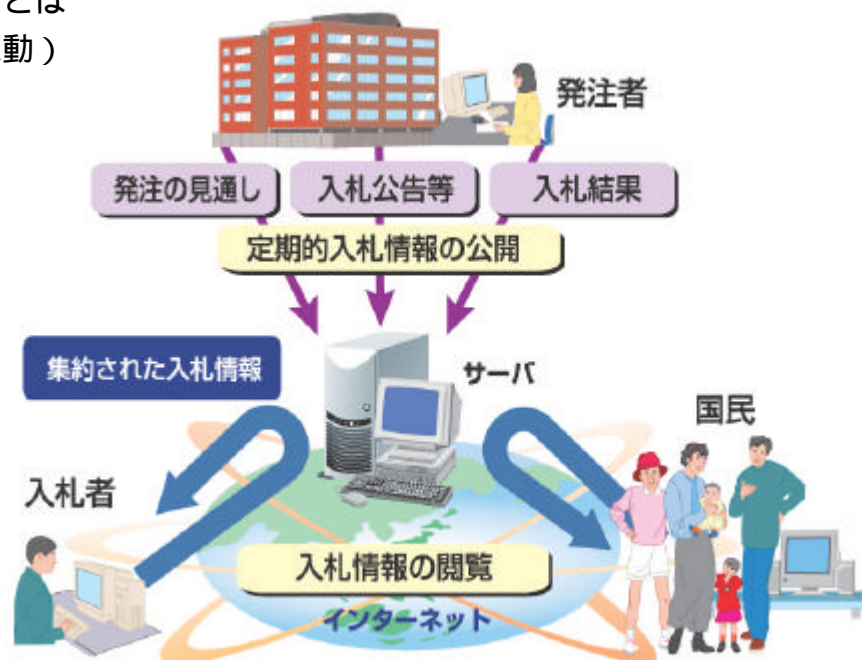 とは
動）
発注者
発注の見通し
入札公告等
入札結果
定期的入札情報の公開
集約された入札情報
サーバ
国民
入札者
入札情報の閲覧
インターネット